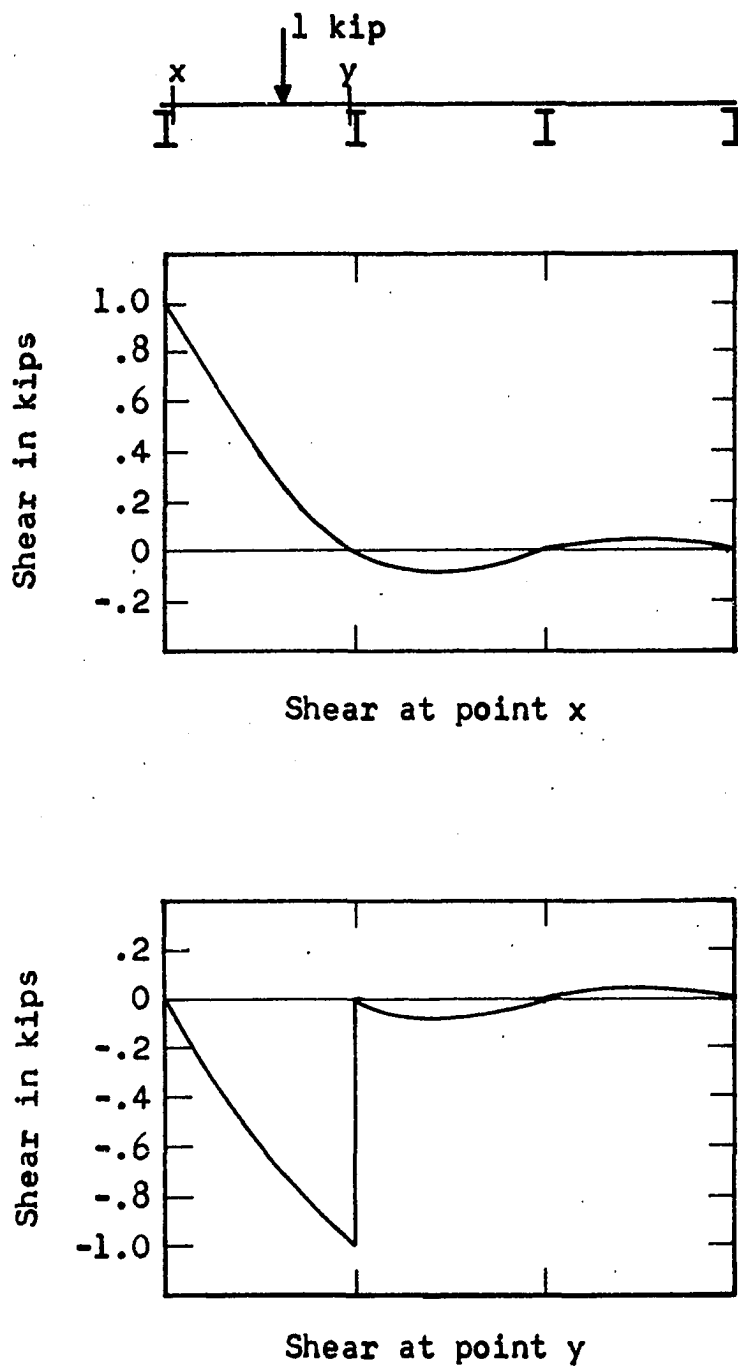 1 kip
x
y
Shear in kips
1.0
.8
.6
.4
.2
0
-.2
Shear at point x
Shear in kips
.2
0
-.2
-.4
-.6
-.8
-1.0
Shear at point y